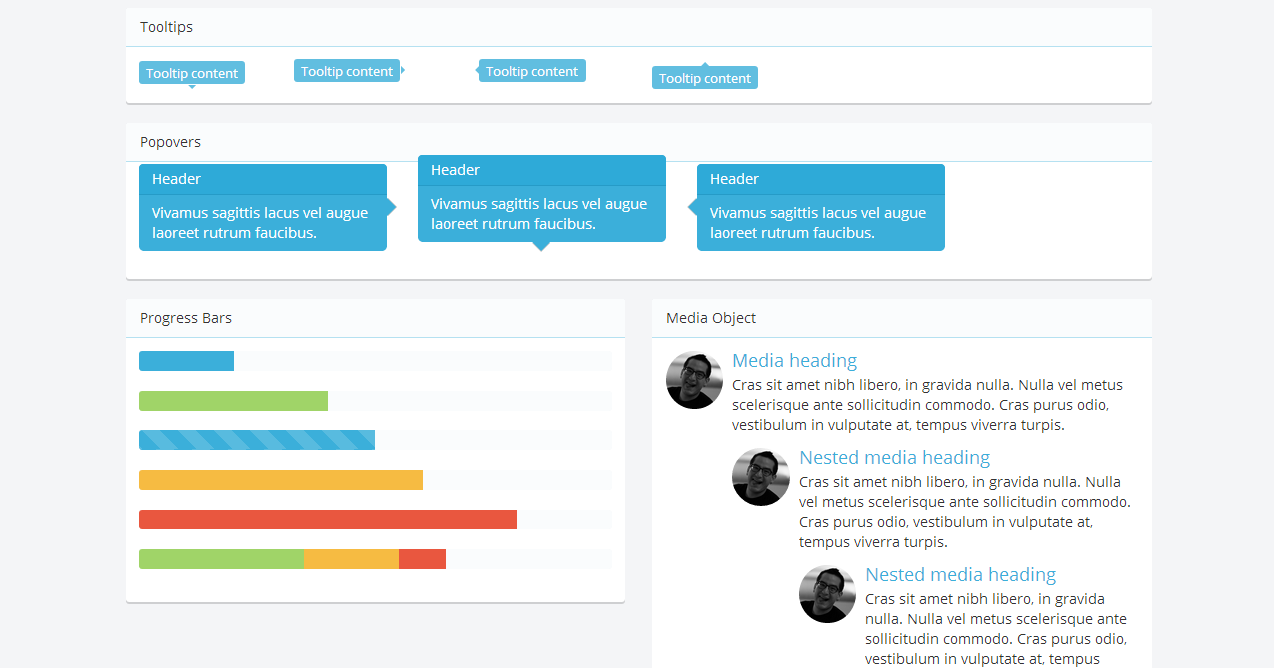 Tooltips
Tooltip content
Tooltip content
Tooltip content
Tooltip content
Popovers
Header
Vivamus sagittis lacus vel augue
laoreet rutrum faucibus.
Header
Vivamus sagittis lacus vel augue
laoreet rutrum faucibus.
Header
Vivamus sagittis lacus vel augue
laoreet rutrum faucibus.
Progress Bars
Media Object
Media heading
Cras sit amet nibh libero, in gravida nulla. Nulla vel metus
scelerisque ante sollicitudin commodo. Cras purus odio,
vestibulum in vulputate at, tempus viverra turpis.
Nested media heading
Cras sit amet nibh libero, in gravida nulla. Nulla
vel metus scelerisque ante sollicitudin commodo.
Cras purus odio, vestibulum in vulputate at,
tempus viverra turpis.
Nested media heading
Cras sit amet nibh libero, in gravida
nulla. Nulla vel metus scelerisque ante
sollicitudin commodo. Cras purus odio,
vestibulum in vulputate at, tempus